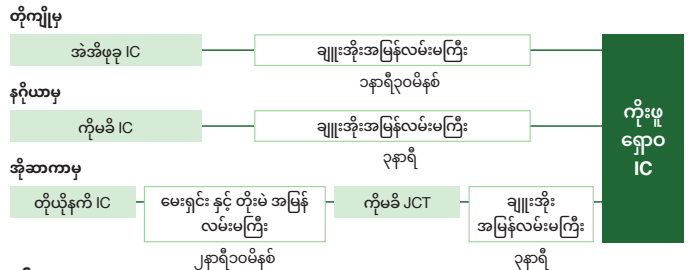 တိုကျိုမှ
အဲအိဖုခု IC
ချူးအိုးအမြန်လမ်းမကြီး
၁နာရီ၃၀မိနစ်
နဂိုယာမှ
ကိုမခိ IC
ချူးအိုးအမြန်လမ်းမကြီး
၃နာရီ
အိုဆာကာမှ
တိုယိုနကိ IC
မေးရှင်း နှင့် တိုးမဲ အမြန်
လမ်းမကြီး
၂နာရီ၁၀မိနစ်
ကိုမခိ JCT
ချူးအိုး
အမြန်လမ်းမကြီး
၃နာရီ
ကိုးဖူ
ရှောဝ
IC